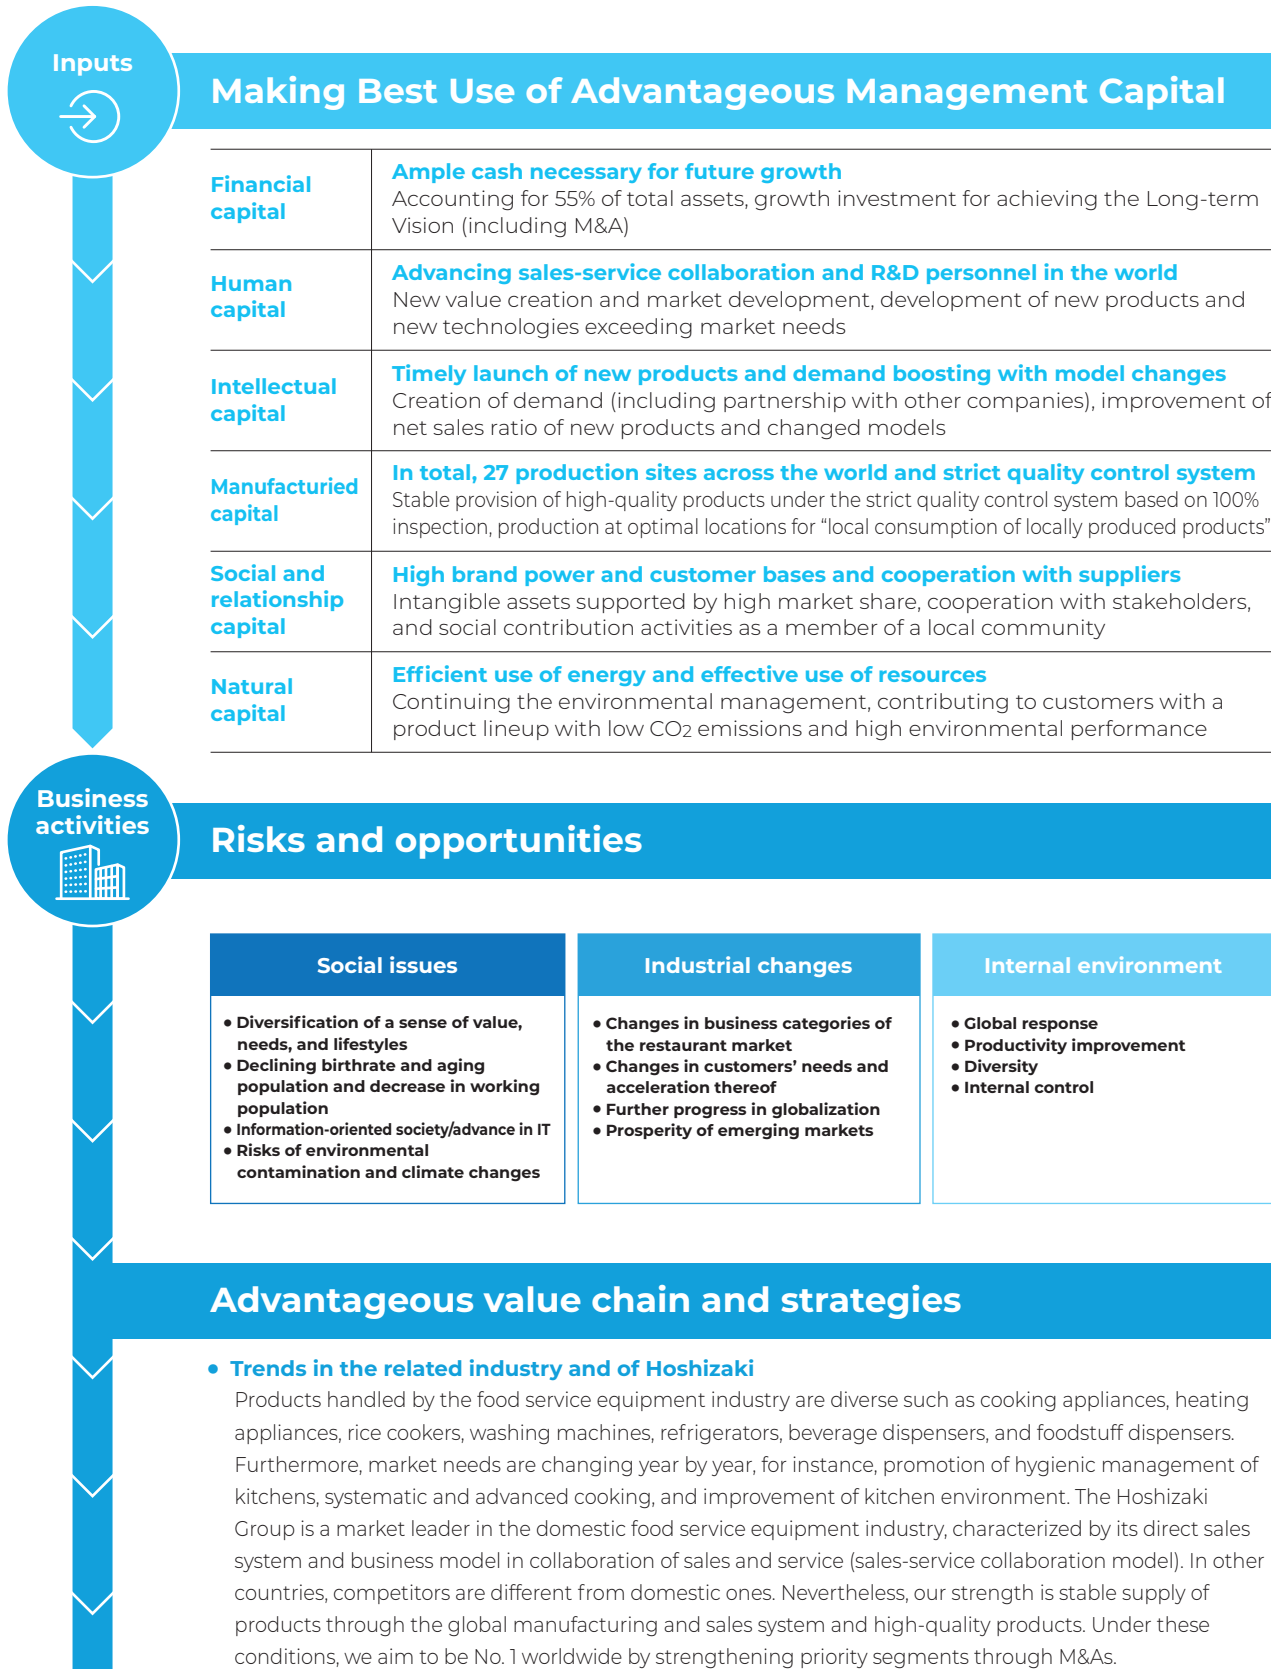 Inputs
Making Best Use of Advantageous Management Capital
Financial
capital
Ample cash necessary for future growth
Accounting for 55% of total assets, growth investment for achieving the Long-term
Vision (including M&A)
Human
capital
Advancing sales-service collaboration and R&D personnel in the world
New value creation and market development, development of new products and
new technologies exceeding market needs
Intellectual
capital
Timely launch of new products and demand boosting with model changes
Creation of demand (including partnership with other companies), improvement of
net sales ratio of new products and changed models
Manufacturied
capital
In total, 27 production sites across the world and strict quality control system
Stable provision of high-quality products under the strict quality control system based on 100%
inspection, production at optimal locations for “local consumption of locally produced products”
Social and
relationship
capital
High brand power and customer bases and cooperation with suppliers
Intangible assets supported by high market share, cooperation with stakeholders,
and social contribution activities as a member of a local community
Natural
capital
Efficient use of energy and effective use of resources
Continuing the environmental management, contributing to customers with a
product lineup with low CO2 emissions and high environmental performance
Business
activities
Risks and opportunities
Social issues
● Diversification of a sense of value,
needs, and lifestyles
● Declining birthrate and aging
population and decrease in working
population
● Information-oriented society/advance in IT
● Risks of environmental
contamination and climate changes
Industrial changes
● Changes in business categories of
the restaurant market
● Changes in customers’ needs and
acceleration thereof
● Further progress in globalization
● Prosperity of emerging markets
Internal environment
● Global response
● Productivity improvement
● Diversity
● Internal control
Advantageous value chain and strategies
● Trends in the related industry and of Hoshizaki
Products handled by the food service equipment industry are diverse such as cooking appliances, heating
appliances, rice cookers, washing machines, refrigerators, beverage dispensers, and foodstuff dispensers.
Furthermore, market needs are changing year by year, for instance, promotion of hygienic management of
kitchens, systematic and advanced cooking, and improvement of kitchen environment. The Hoshizaki
Group is a market leader in the domestic food service equipment industry, characterized by its direct sales
system and business model in collaboration of sales and service (sales-service collaboration model). In other
countries, competitors are different from domestic ones. Nevertheless, our strength is stable supply of
products through the global manufacturing and sales system and high-quality products. Under these
conditions, we aim to be No. 1 worldwide by strengthening priority segments through M&As.